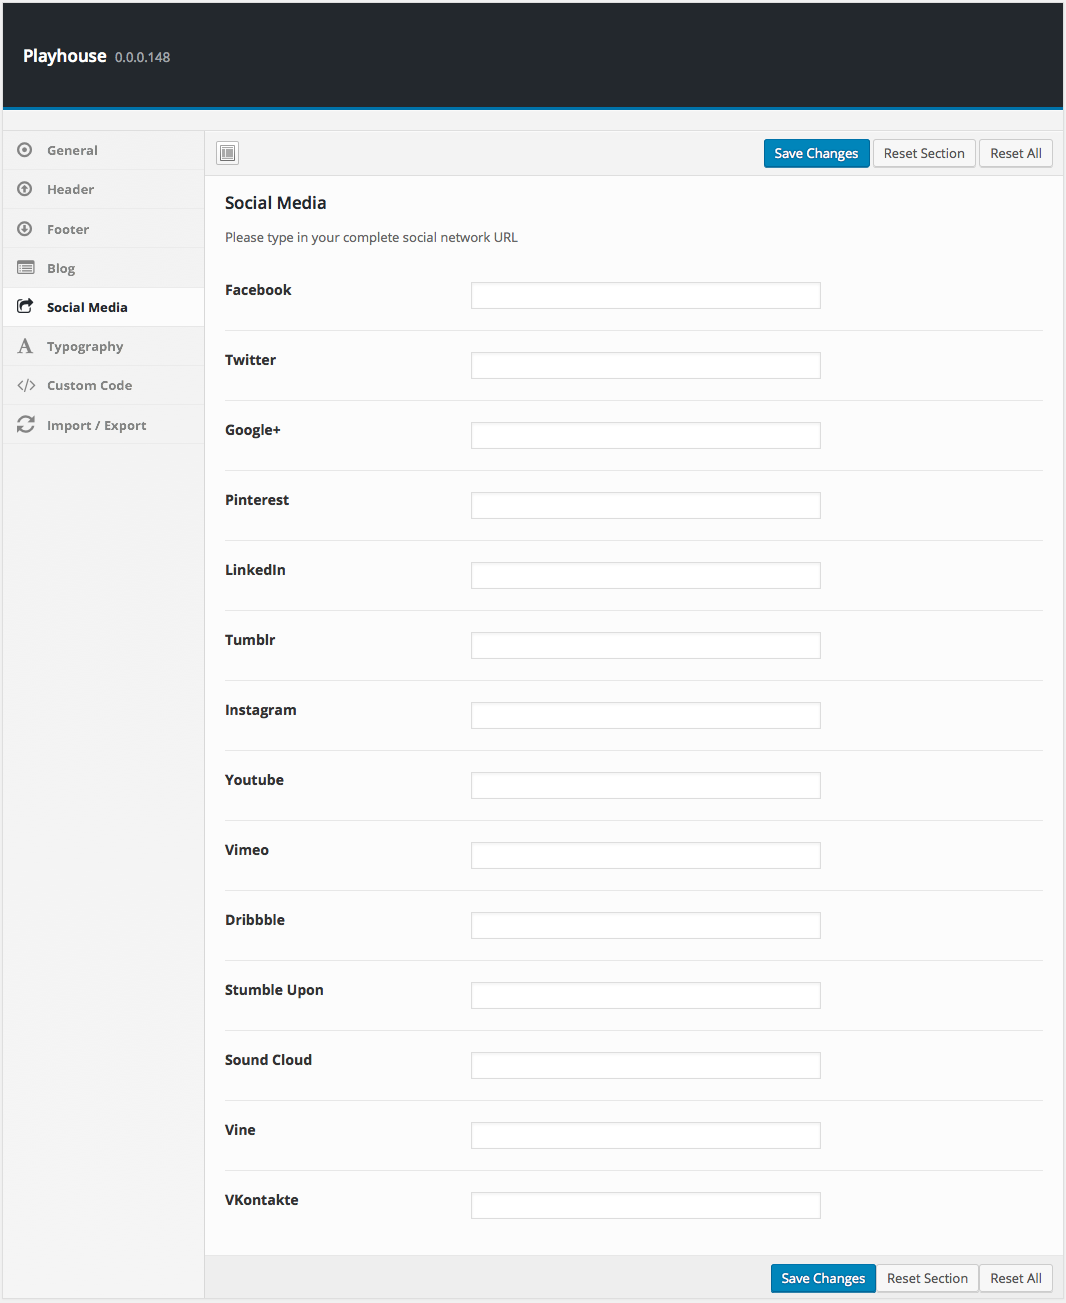 Playhouse 0.0.0.148
General
Header
Footer
Blog
Social Media
Typography
Custom Code
Import / Export
Save Changes Reset Section Reset All
Social Media
Please type in your complete social network URL
Facebook
Twitter
Google+
Pinterest
LinkedIn
Tumblr
Instagram
Youtube
Vimeo
Dribbble
Stumble Upon
Sound Cloud
Vine
VKontakte
Save Changes Reset Section Reset All